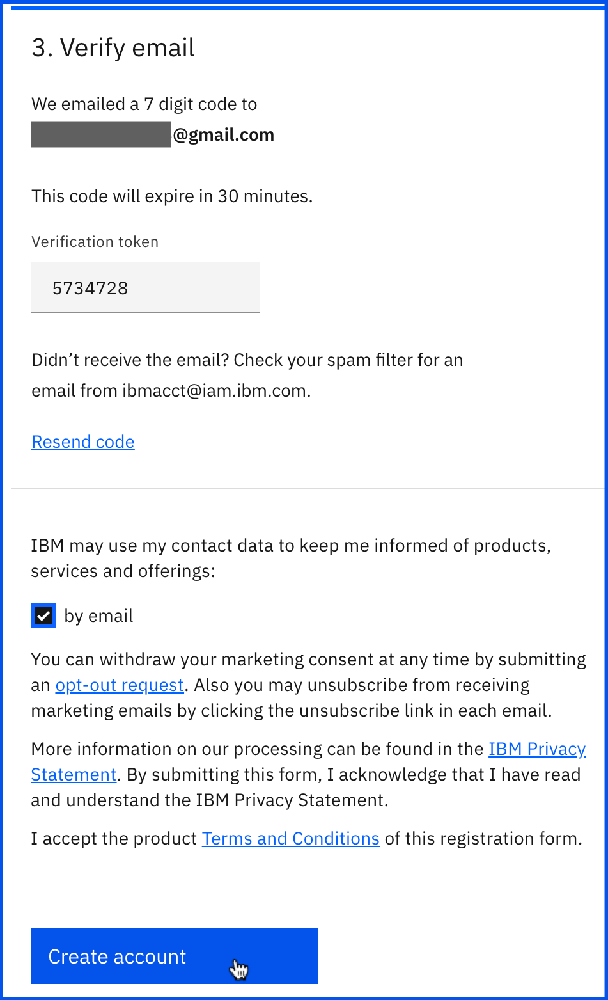 3. Verify email
We emailed a 7 digit code to
@gmail.com
This code will expire in 30 minutes.
Verification token
5734728
Didn’t receive the email? Check your spam filter for an
email from ibmacct@iam.ibm.com.
Resend code
IBM may use my contact data to keep me informed of products,
services and offerings:
by email
You can withdraw your marketing consent at any time by submitting
an opt-out request. Also you may unsubscribe from receiving
marketing emails by clicking the unsubscribe link in each email.
More information on our processing can be found in the IBM Privacy
Statement. By submitting this form, I acknowledge that I have read
and understand the IBM Privacy Statement.
I accept the product Terms and Conditions of this registration form.
Create account